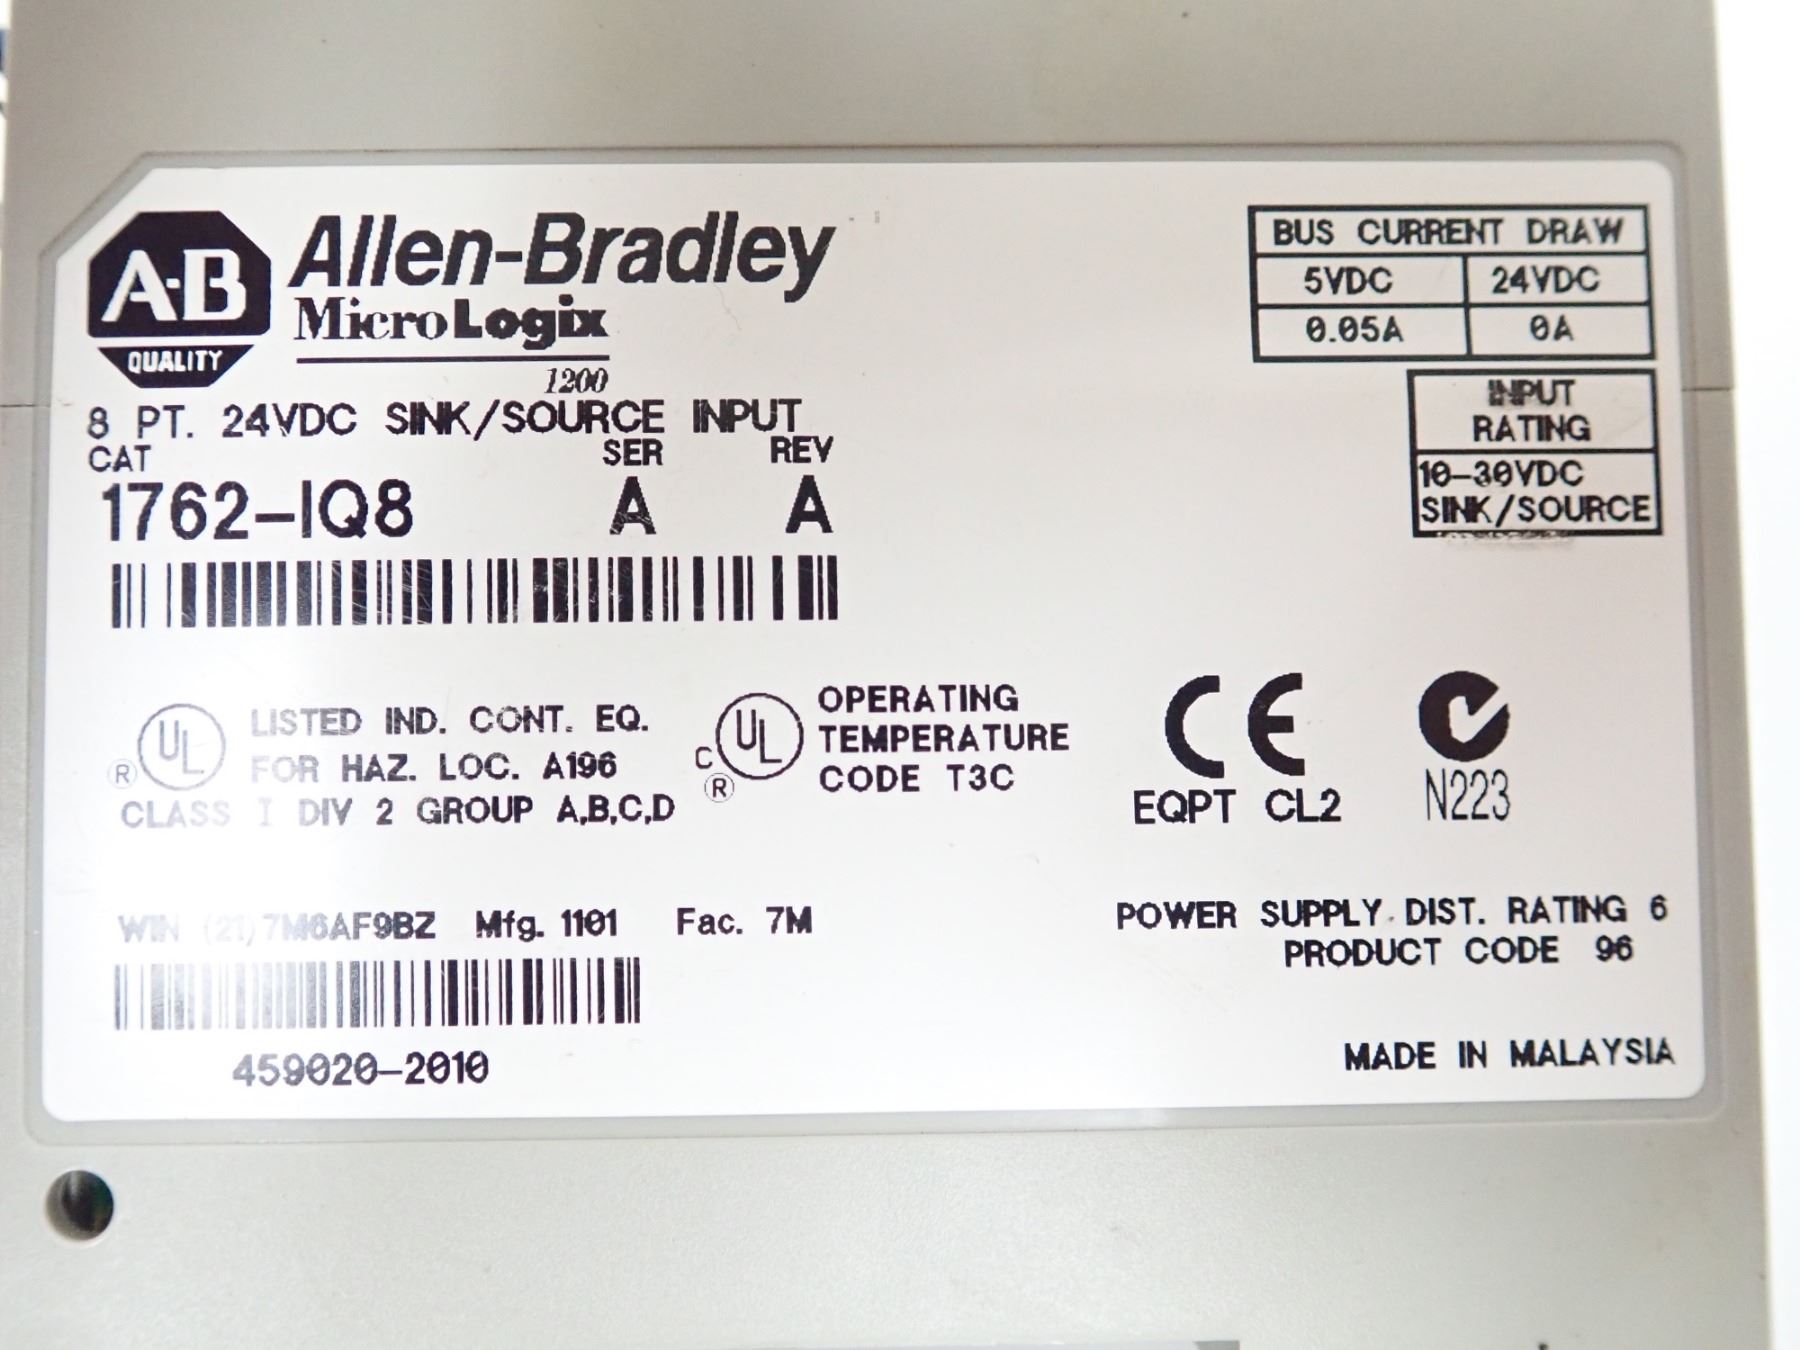 A-B
QUALITY
Allen-Bradley
MicroLogix
1200
8 PT. 24VDC SINK/SOURCE INPUT
CAT SER REV
1762-IQ8 A A
BUS CURRENT DRAW
5VDC 24VDC
0.05A 0A
INPUT
RATING
10-30VDC
SINK/SOURCE
UL ®
LISTED IND. CONT. EQ.
FOR HAZ. LOC. A196
CLASS I DIV 2 GROUP A,B,C,D
C UL ®
OPERATING
TEMPERATURE
CODE T3C
CE
EQPT CL2
N223
WIN (21)7M6AF9BZ Mfg. 1101 Fac. 7M
459020-2010
POWER SUPPLY DIST. RATING 6
PRODUCT CODE 96
MADE IN MALAYSIA